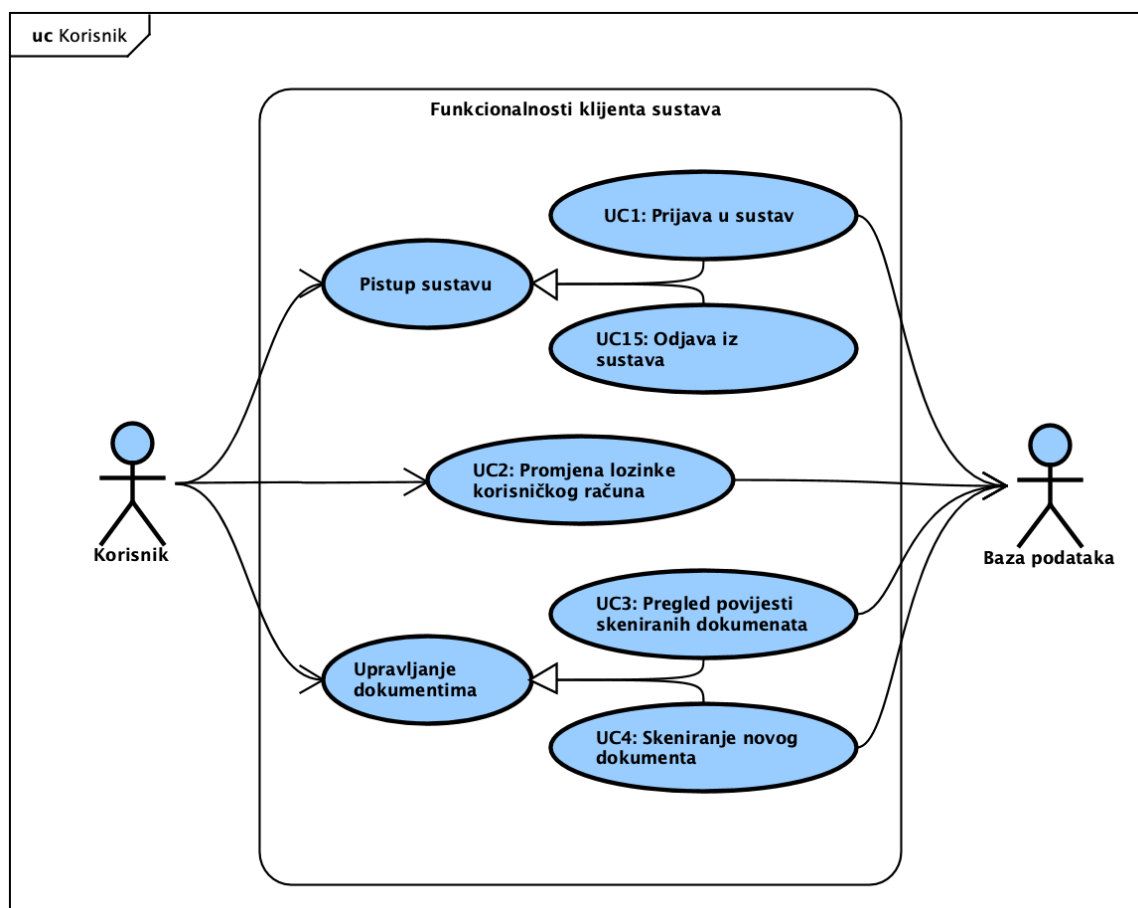 uc Korisnik
Funkcionalnosti klijenta sustava
UC1: Prijava u sustav
Pistup sustavu
UC15: Odjava iz
sustava
UC2: Promjena lozinke
korisničkog računa
Korisnik
Baza podataka
UC3: Pregled povijesti
skeniranih dokumenata
Upravljanje
dokumentima
UC4: Skeniranje novog
dokumenta